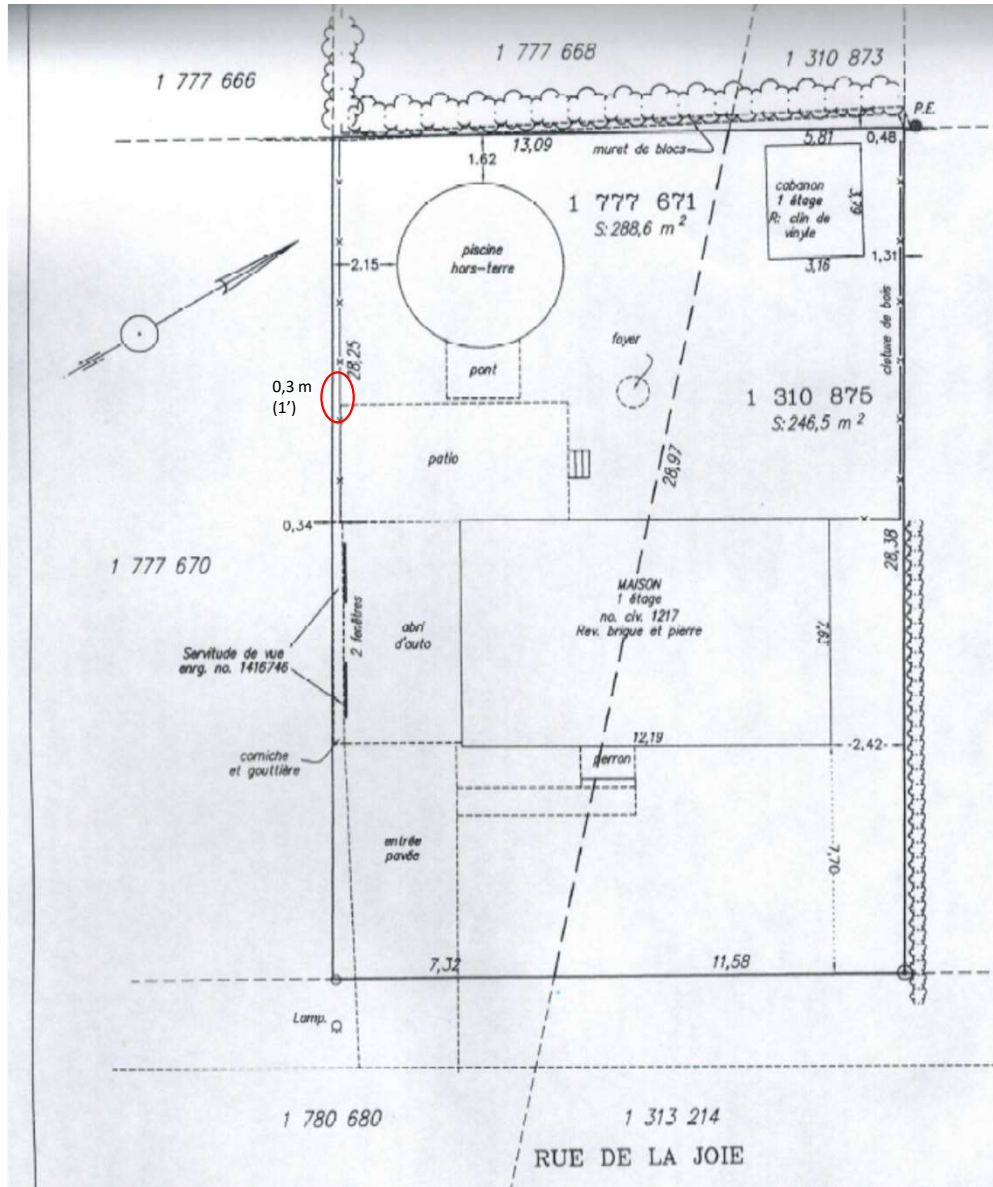 1 777 668
1 310 873
1 777 666
P.E.
13,09
muret de blocs
5,81
0,48
1.62
1 777 671
S: 288,6 m²
cabanon
1 étage
R: clin de
vinyle
3,79
piscine
hors-terre
2.15
3,16
1,31
cloture de bois
28,25
foyer
pont
0,3 m
(1')
1 310 875
S: 246,5 m²
patio
28,97
0,34
28,38
1 777 670
MAISON
1 étage
no. civ. 1217
Rev. brique et pierre
7,67
2 fenêtres
abri
d'auto
Servitude de vue
enrg. no. 1416746
12,19
2,42
corniche
et gouttière
perron
entrée
pavée
7,70
7,32
11,58
Lamp.
1 780 680
1 313 214
RUE DE LA JOIE